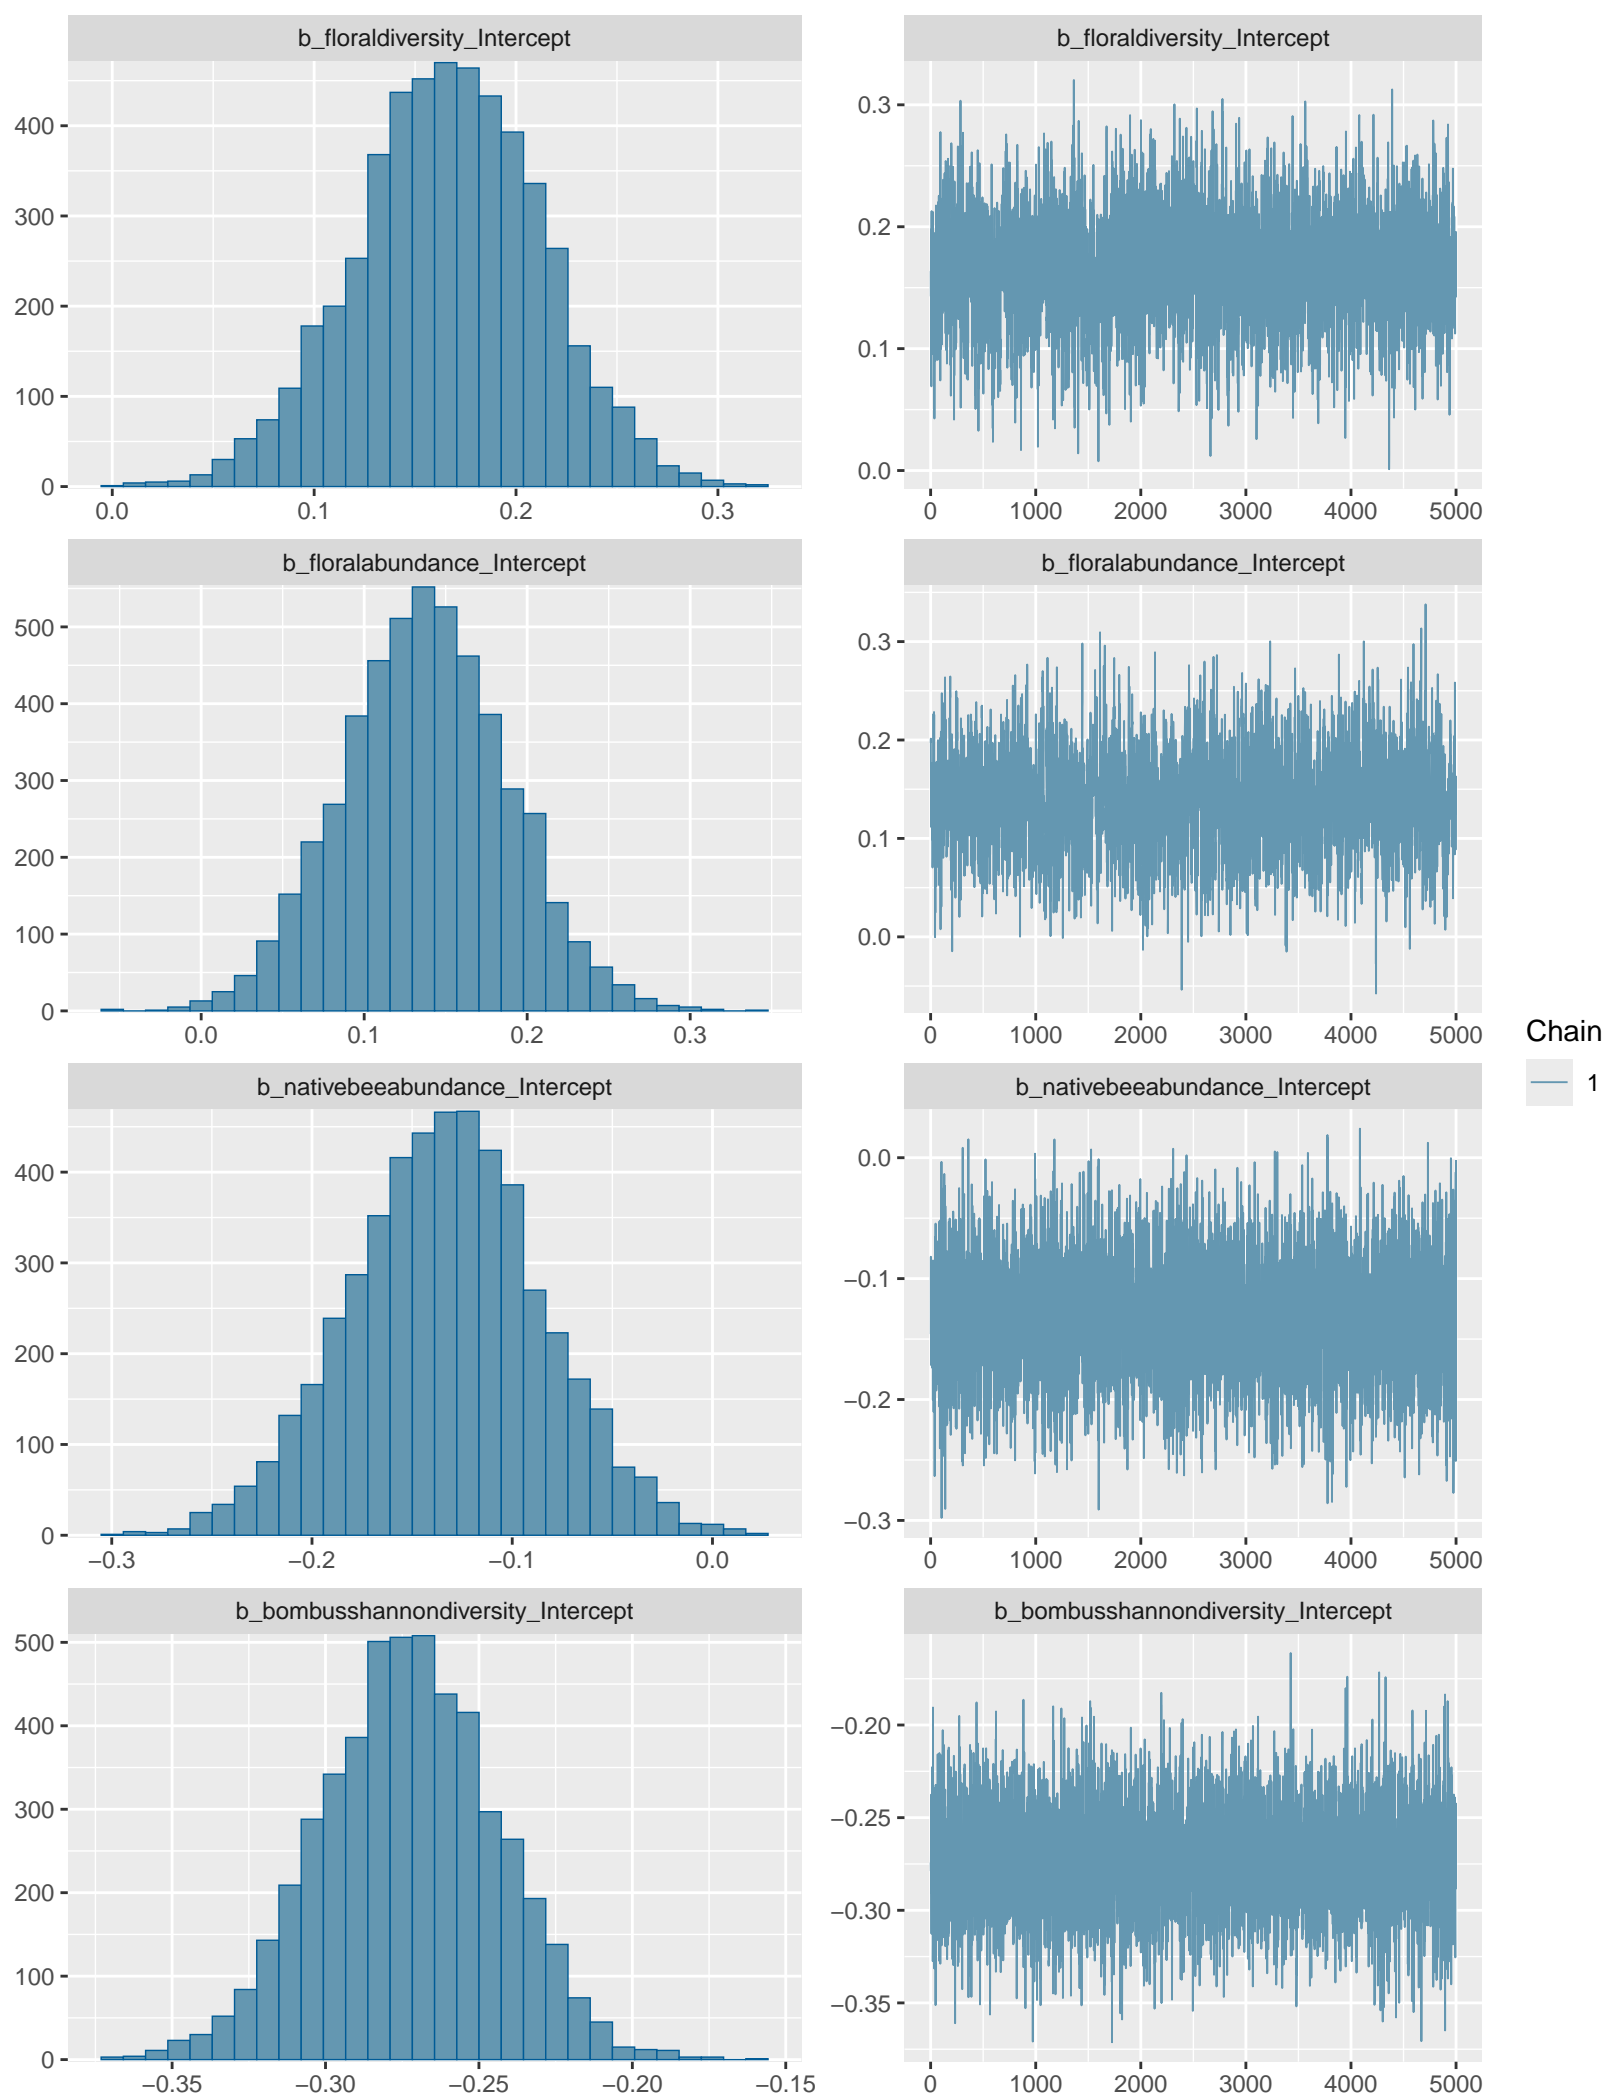 b_floraldiversity_Intercept
b_floraldiversity_Intercept
400
300
200
100
0
0.0 0.1 0.2 0.3
0.3
0.2
0.1
0.0
0 1000 2000 3000 4000 5000
b_floralabundance_Intercept
b_floralabundance_Intercept
500
400
300
200
100
0
0.0 0.1 0.2 0.3
0.3
0.2
0.1
0.0
0 1000 2000 3000 4000 5000
b_nativebeeabundance_Intercept
b_nativebeeabundance_Intercept
400
300
200
100
0
−0.3 −0.2 −0.1 0.0
0.0
−0.1
−0.2
−0.3
0 1000 2000 3000 4000 5000
b_bombusshannondiversity_Intercept
b_bombusshannondiversity_Intercept
500
400
300
200
100
0
−0.35 −0.30 −0.25 −0.20 −0.15
−0.20
−0.25
−0.30
−0.35
0 1000 2000 3000 4000 5000
Chain
1